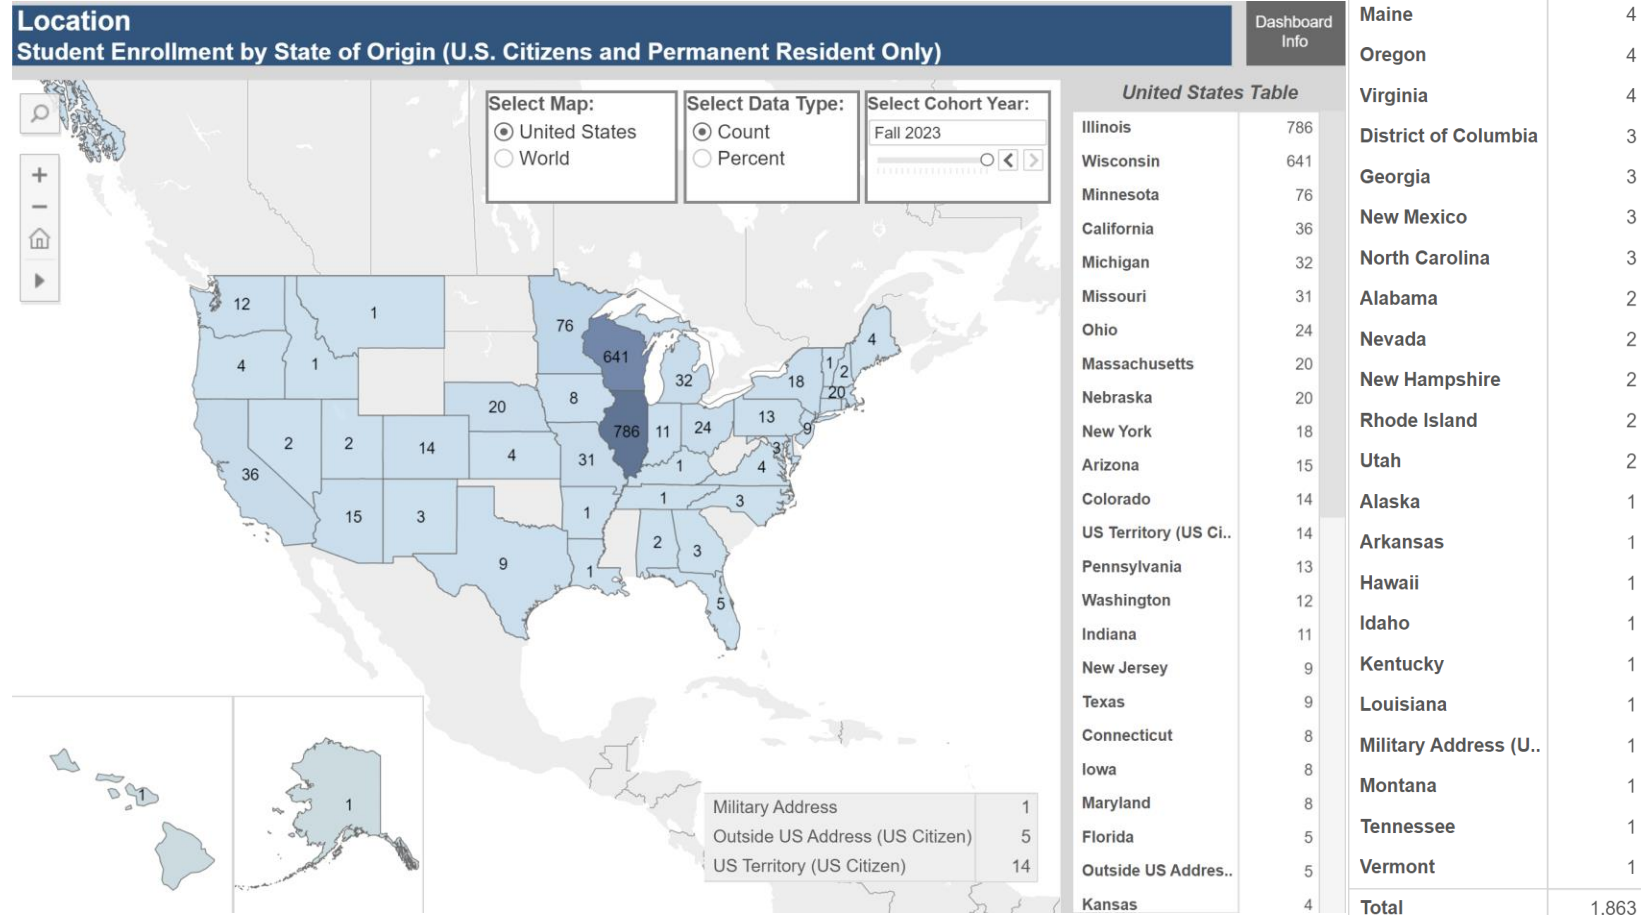 Location
Student Enrollment by State of Origin (U.S. Citizens and Permanent Resident Only)
Dashboard
Info
Select Map:
United States
World
Select Data Type:
Count
Percent
Select Cohort Year:
Fall 2023
12
1
4
1
76
641
32
4
1
2
18
20
20
8
13
9
786
11
24
3
2
2
14
4
31
1
4
36
15
3
1
1
3
9
1
2
3
5
1
1
Military Address 1
Outside US Address (US Citizen) 5
US Territory (US Citizen) 14
United States Table
Illinois 786
Wisconsin 641
Minnesota 76
California 36
Michigan 32
Missouri 31
Ohio 24
Massachusetts 20
Nebraska 20
New York 18
Arizona 15
Colorado 14
US Territory (US Ci.. 14
Pennsylvania 13
Washington 12
Indiana 11
New Jersey 9
Texas 9
Connecticut 8
Iowa 8
Maryland 8
Florida 5
Outside US Addres.. 5
Kansas 4
Maine 4
Oregon 4
Virginia 4
District of Columbia 3
Georgia 3
New Mexico 3
North Carolina 3
Alabama 2
Nevada 2
New Hampshire 2
Rhode Island 2
Utah 2
Alaska 1
Arkansas 1
Hawaii 1
Idaho 1
Kentucky 1
Louisiana 1
Military Address (U.. 1
Montana 1
Tennessee 1
Vermont 1
Total 1,863